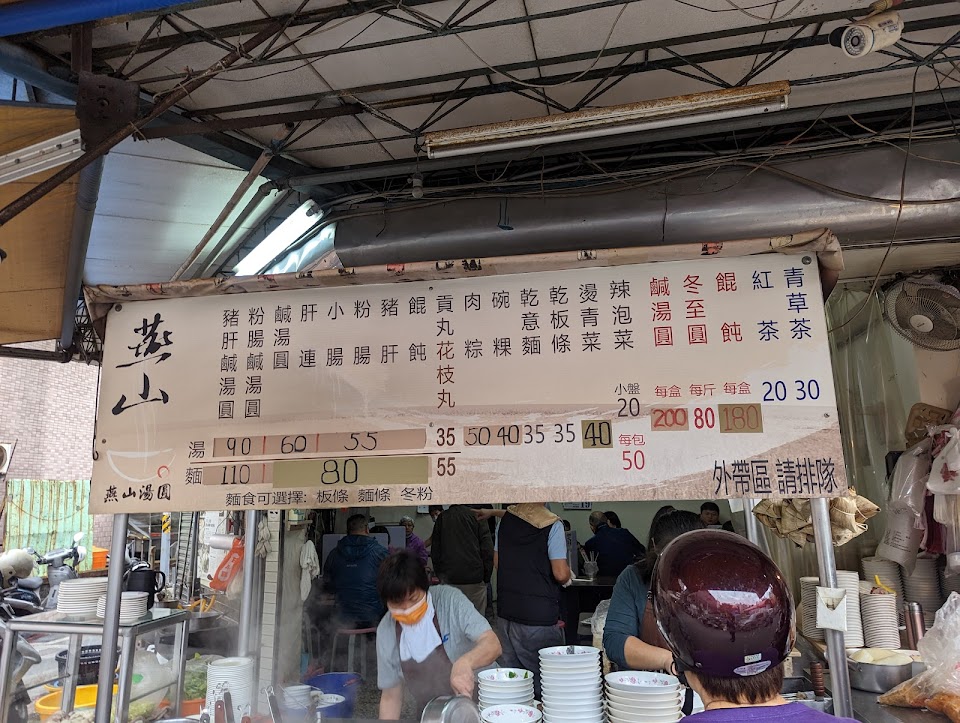 燕山
燕山湯圓
豬肝鹹湯圓
粉腸鹹湯圓
鹹湯圓
肝連
小腸
粉腸
豬肝
餛飩
貢丸花枝丸
肉粽
碗粿
乾意麵
乾板條
燙青菜
辣泡菜
鹹湯圓
冬至圓
餛飩
紅茶
青草茶
湯 90 60 55 35 50 40 35 35 40
小盤
20
每包
50
每盒 每斤 每盒
200 80 180 20 30
麵 110 80 55
麵食可選擇: 板條 麵條 冬粉
外帶區 請排隊